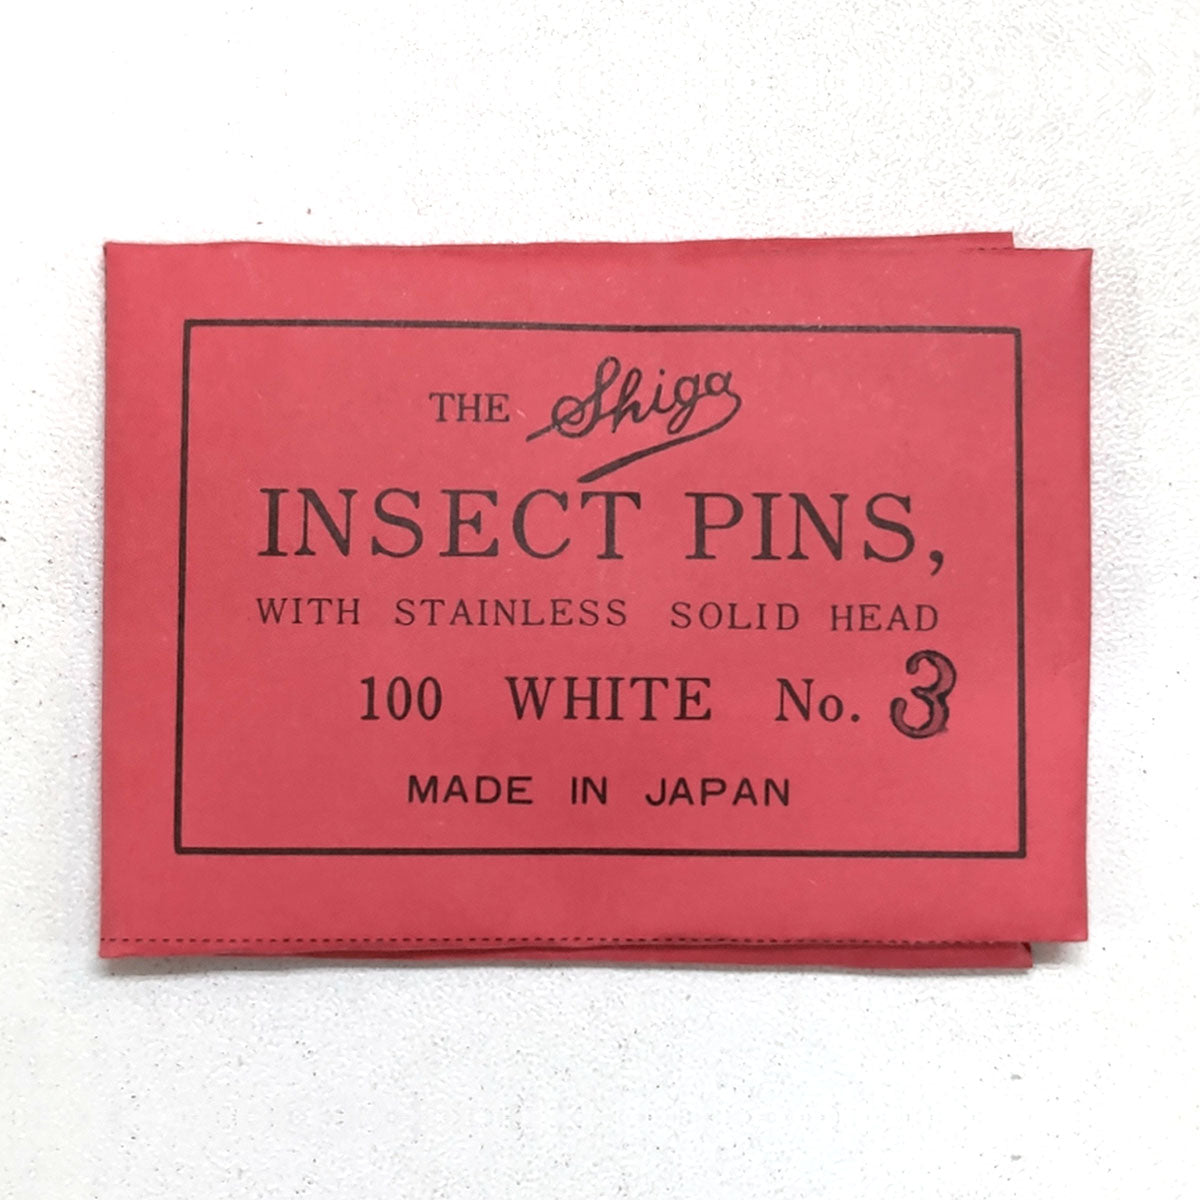 THE Shiga
INSECT PINS,
WITH STAINLESS SOLID HEAD
100 WHITE No. 3
MADE IN JAPAN